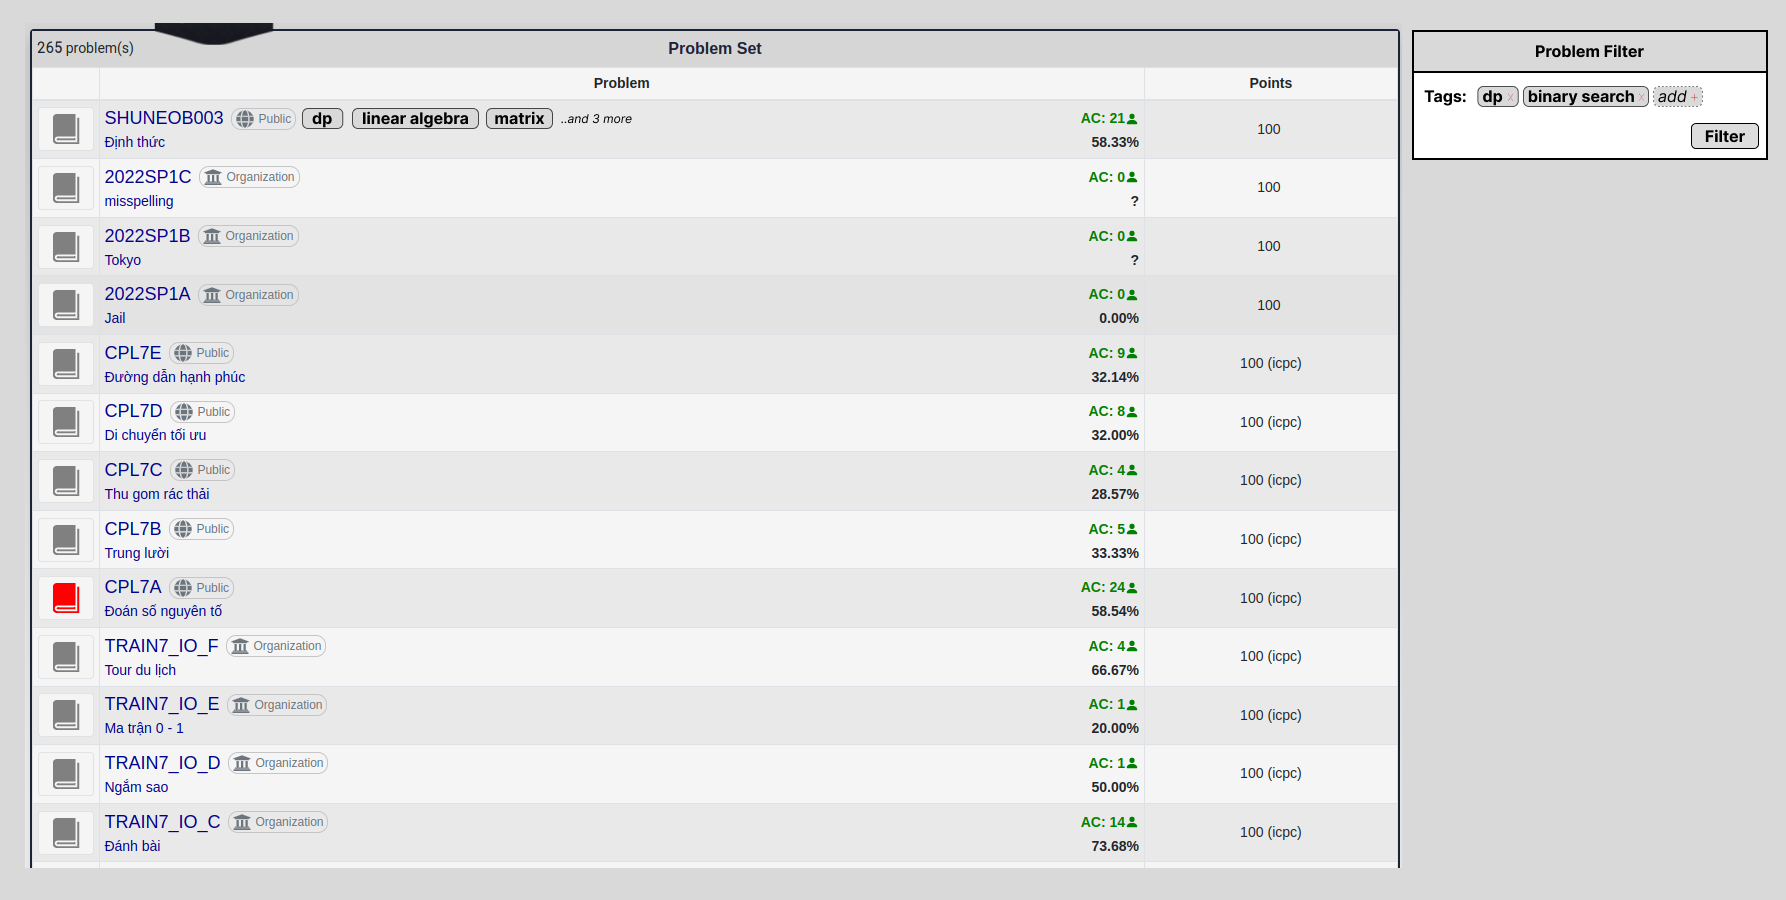 265 problem(s)
Problem Set
Problem
Points
SHUNEOB003 Public dp linear algebra matrix ..and 3 more
AC: 21
Định thức
58.33%
100
2022SP1C Organization
AC: 0
misspelling
?
100
2022SP1B Organization
AC: 0
Tokyo
?
100
2022SP1A Organization
AC: 0
Jail
0.00%
100
CPL7E Public
AC: 9
Đường dẫn hạnh phúc
32.14%
100 (icpc)
CPL7D Public
AC: 8
Di chuyển tối ưu
32.00%
100 (icpc)
CPL7C Public
AC: 4
Thu gom rác thải
28.57%
100 (icpc)
CPL7B Public
AC: 5
Trung lười
33.33%
100 (icpc)
CPL7A Public
AC: 24
Đoán số nguyên tố
58.54%
100 (icpc)
TRAIN7_IO_F Organization
AC: 4
Tour du lịch
66.67%
100 (icpc)
TRAIN7_IO_E Organization
AC: 1
Ma trận 0 - 1
20.00%
100 (icpc)
TRAIN7_IO_D Organization
AC: 1
Ngắm sao
50.00%
100 (icpc)
TRAIN7_IO_C Organization
AC: 14
Đánh bài
73.68%
100 (icpc)
Problem Filter
Tags: dp x binary search x add +
Filter